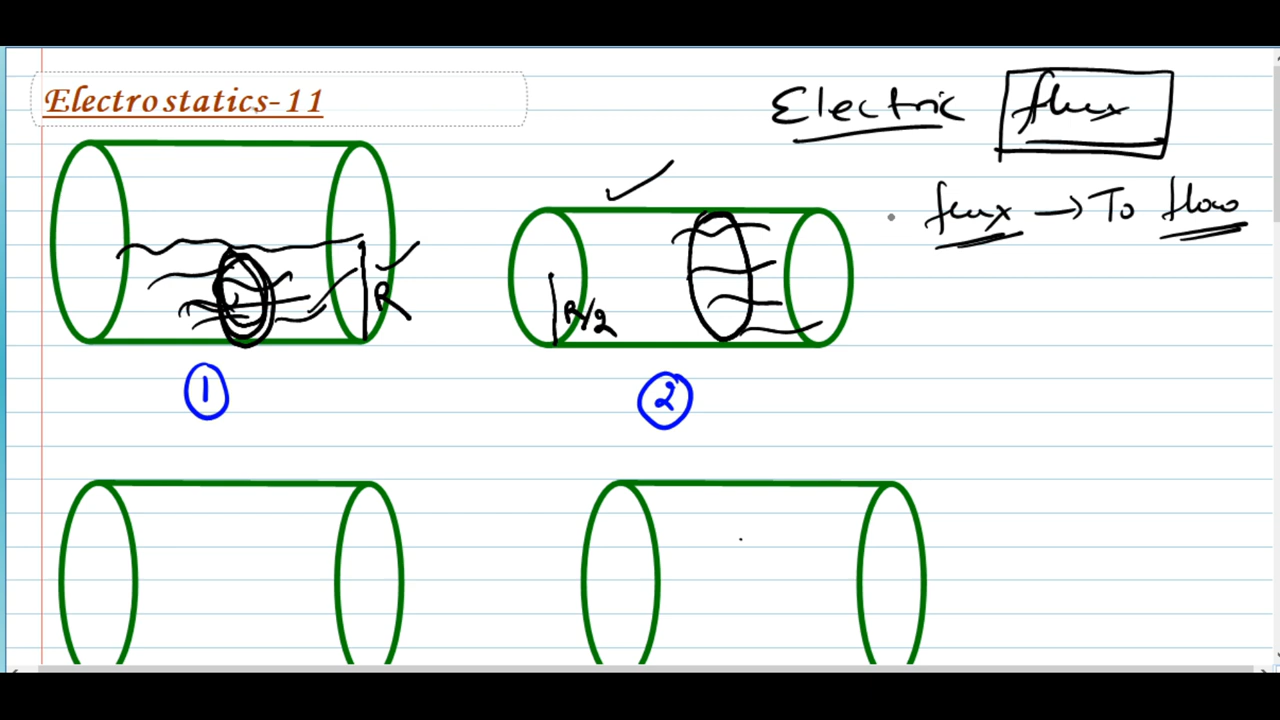 Electrostatics-11
Electric flux
flux → To flow
R
R/2
1
2